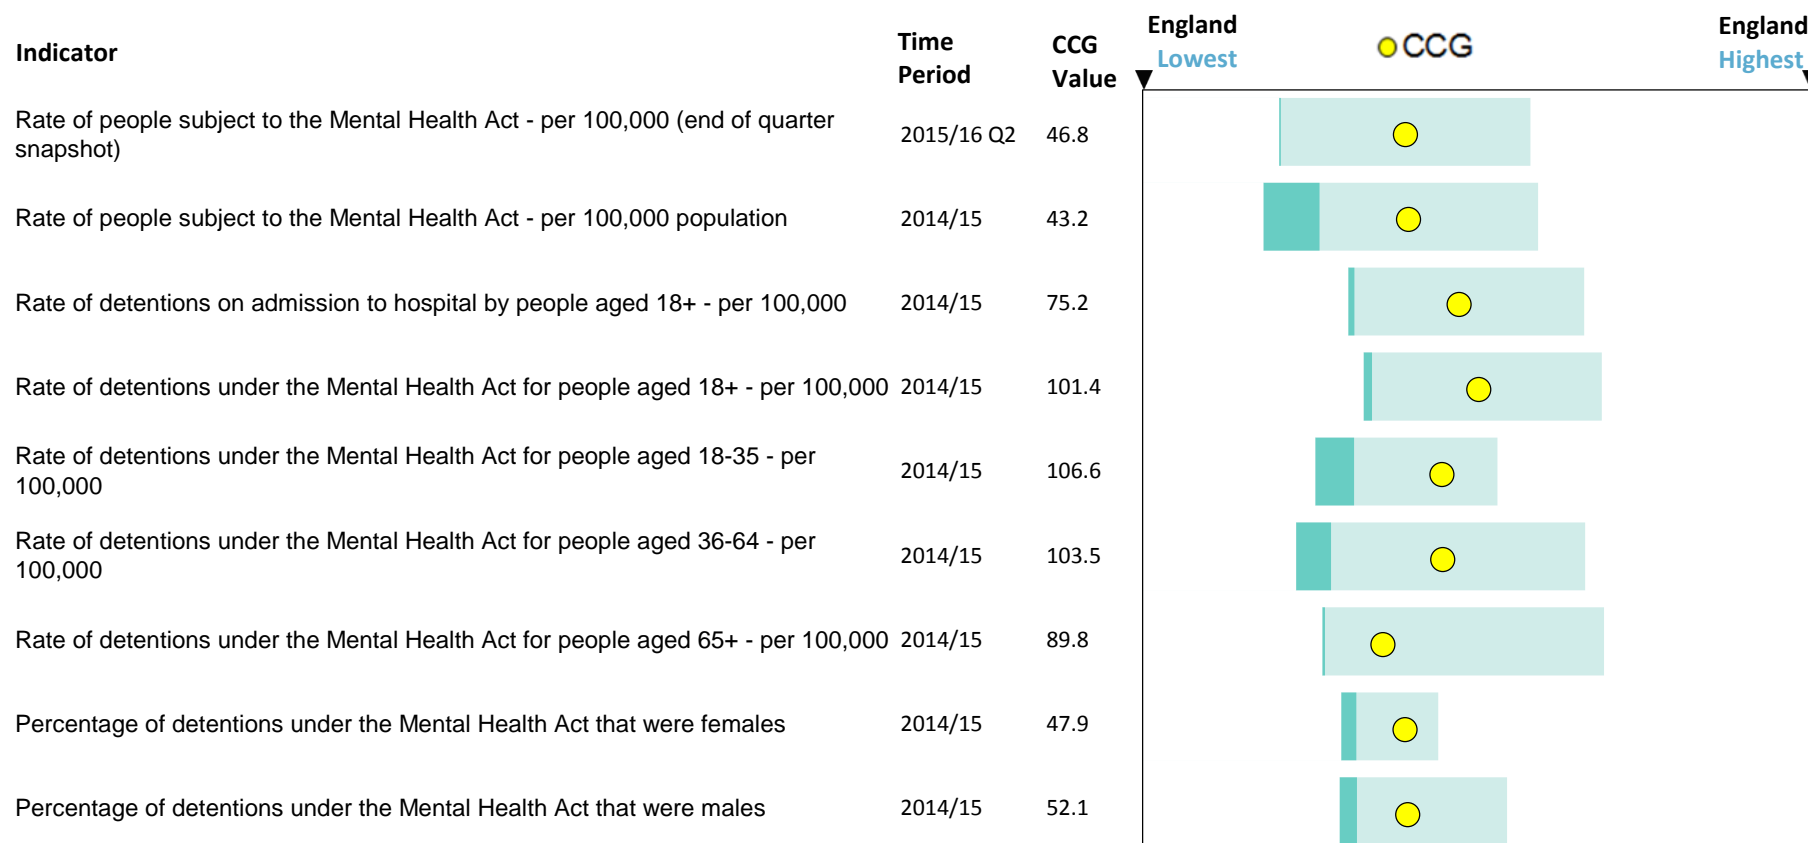 Indicator
Time
Period
CCG
Value
England
Lowest
CCG
England
Highest
Rate of people subject to the Mental Health Act - per 100,000 (end of quarter
snapshot)
2015/16 Q2
46.8
Rate of people subject to the Mental Health Act - per 100,000 population
2014/15
43.2
Rate of detentions on admission to hospital by people aged 18+ - per 100,000
2014/15
75.2
Rate of detentions under the Mental Health Act for people aged 18+ - per 100,000
2014/15
101.4
Rate of detentions under the Mental Health Act for people aged 18-35 - per
100,000
2014/15
106.6
Rate of detentions under the Mental Health Act for people aged 36-64 - per
100,000
2014/15
103.5
Rate of detentions under the Mental Health Act for people aged 65+ - per 100,000
2014/15
89.8
Percentage of detentions under the Mental Health Act that were females
2014/15
47.9
Percentage of detentions under the Mental Health Act that were males
2014/15
52.1